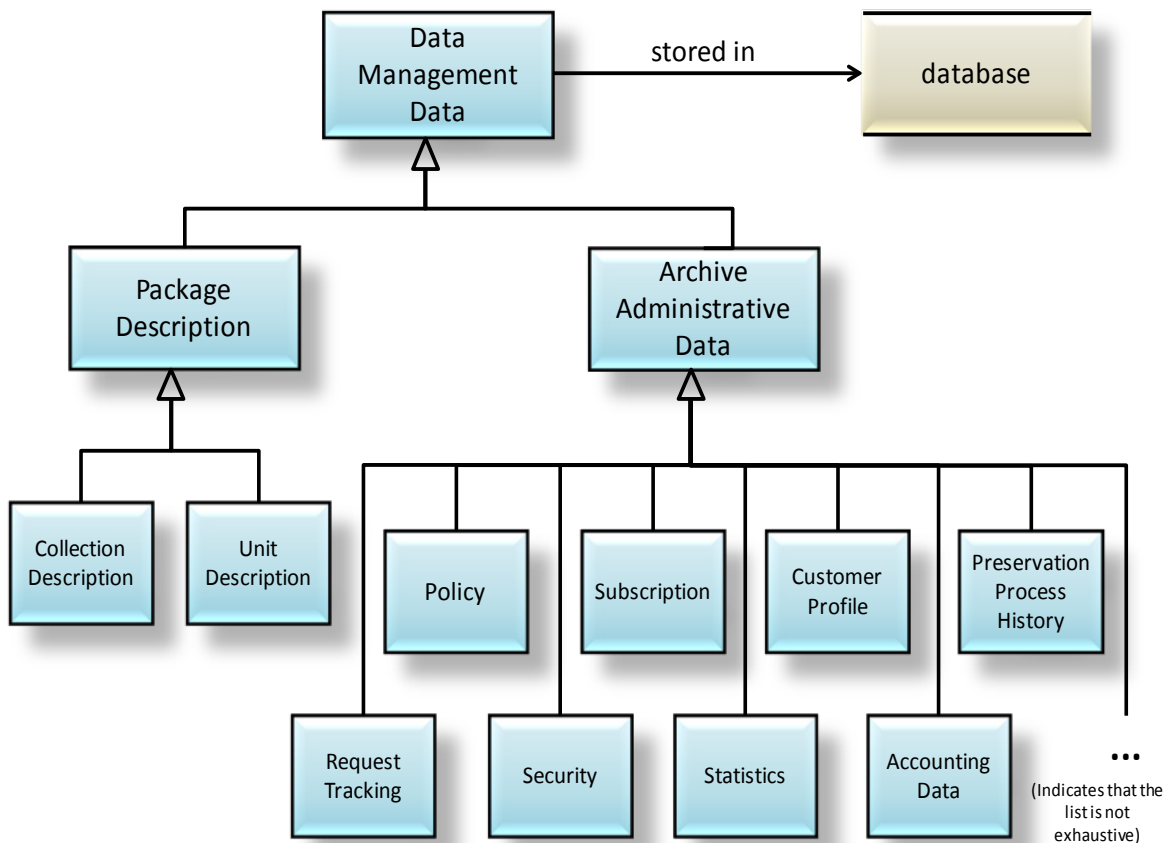 Data
Management
Data
stored in
database
Package
Description
Archive
Administrative
Data
Collection
Description
Unit
Description
Policy
Subscription
Customer
Profile
Preservation
Process
History
Request
Tracking
Security
Statistics
Accounting
Data
...
(Indicates that the
list is not
exhaustive)